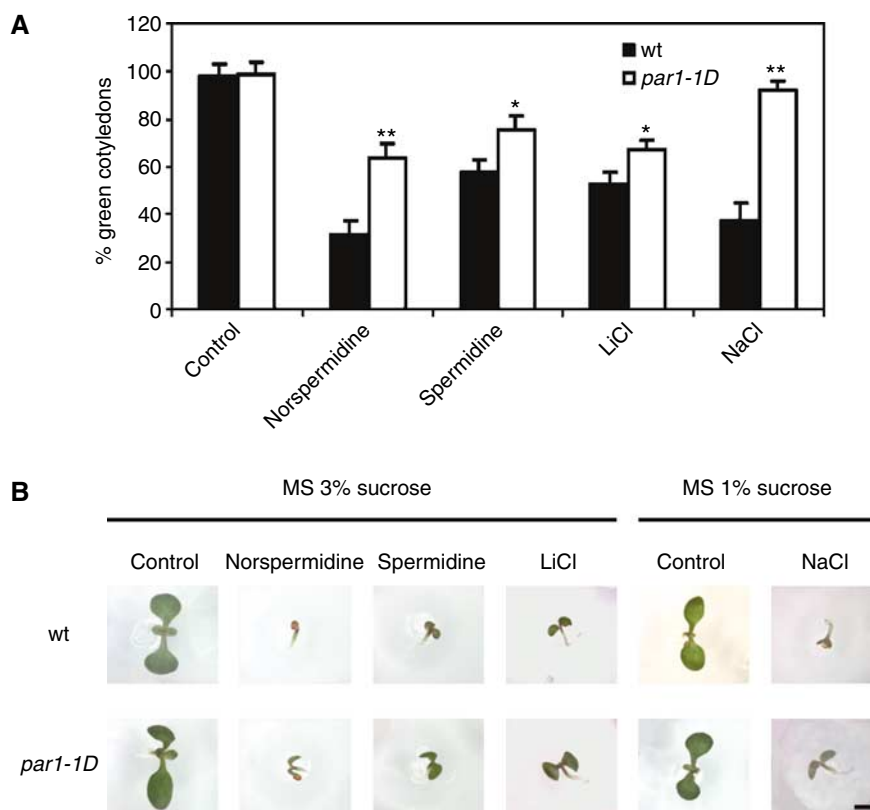 A
120
100
80
60
40
20
0
% green cotyledons
wt
par1-1D
**
*
*
**
Control
Norspermidine
Spermidine
LiCl
NaCl
B
MS 3% sucrose
MS 1% sucrose
Control
Norspermidine
Spermidine
LiCl
Control
NaCl
wt
par1-1D